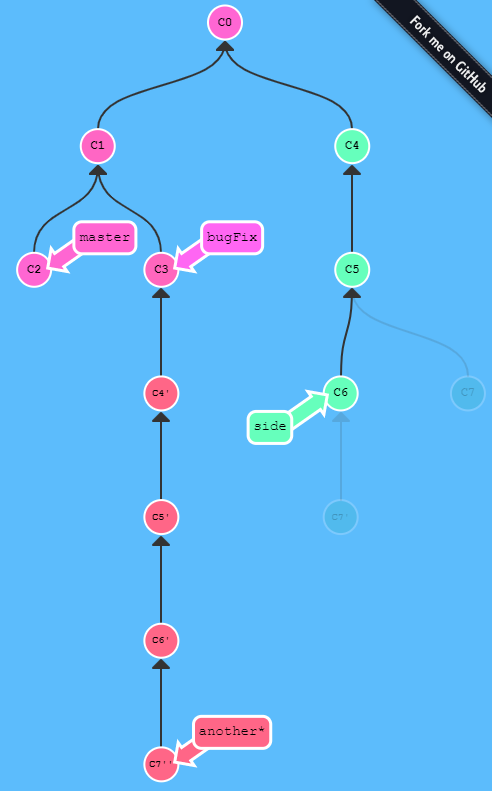 C0
Fork me on GitHub
C1
C4
master
bugFix
C2
C3
C5
C4'
C6
C7
side
C5'
C7'
C6'
another*
C7''